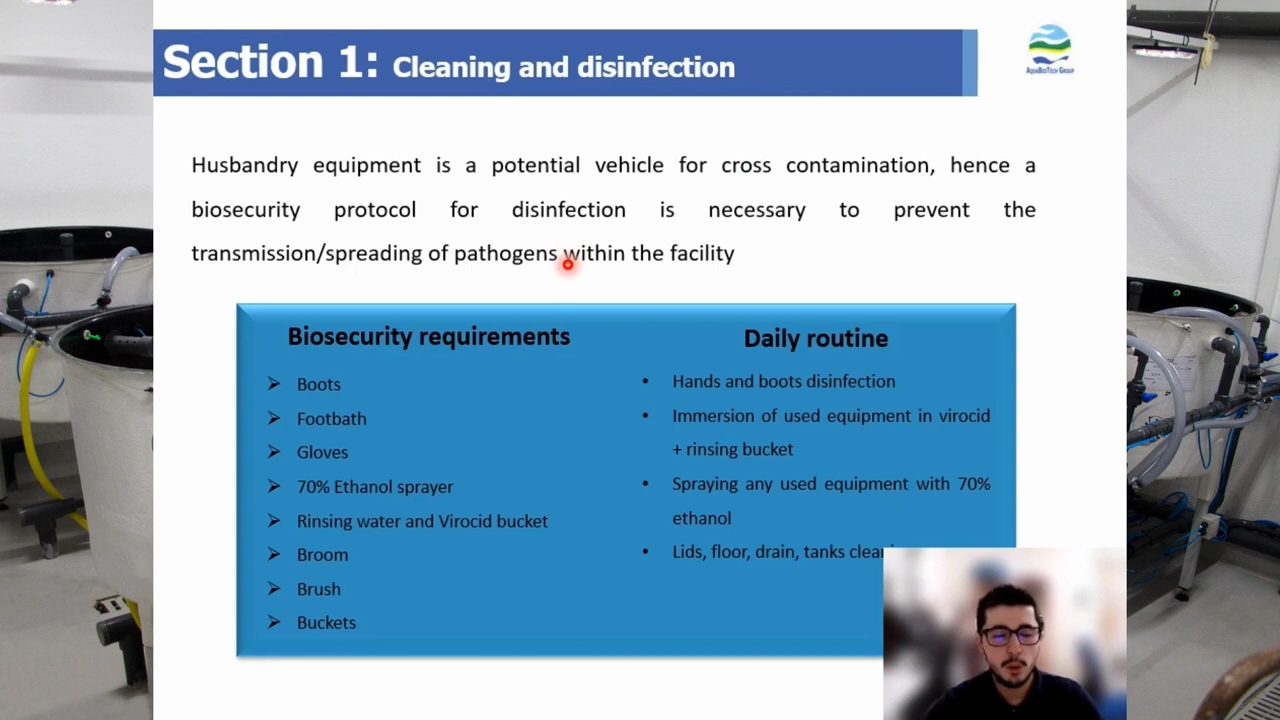 Section 1: Cleaning and disinfection
AQUABIOTECH GROUP
Husbandry equipment is a potential vehicle for cross contamination, hence a
biosecurity protocol for disinfection is necessary to prevent the
transmission/spreading of pathogens within the facility
Biosecurity requirements
Boots
Footbath
Gloves
70% Ethanol sprayer
Rinsing water and Virocid bucket
Broom
Brush
Buckets
Daily routine
Hands and boots disinfection
Immersion of used equipment in virocid
+ rinsing bucket
Spraying any used equipment with 70%
ethanol
Lids, floor, drain, tanks